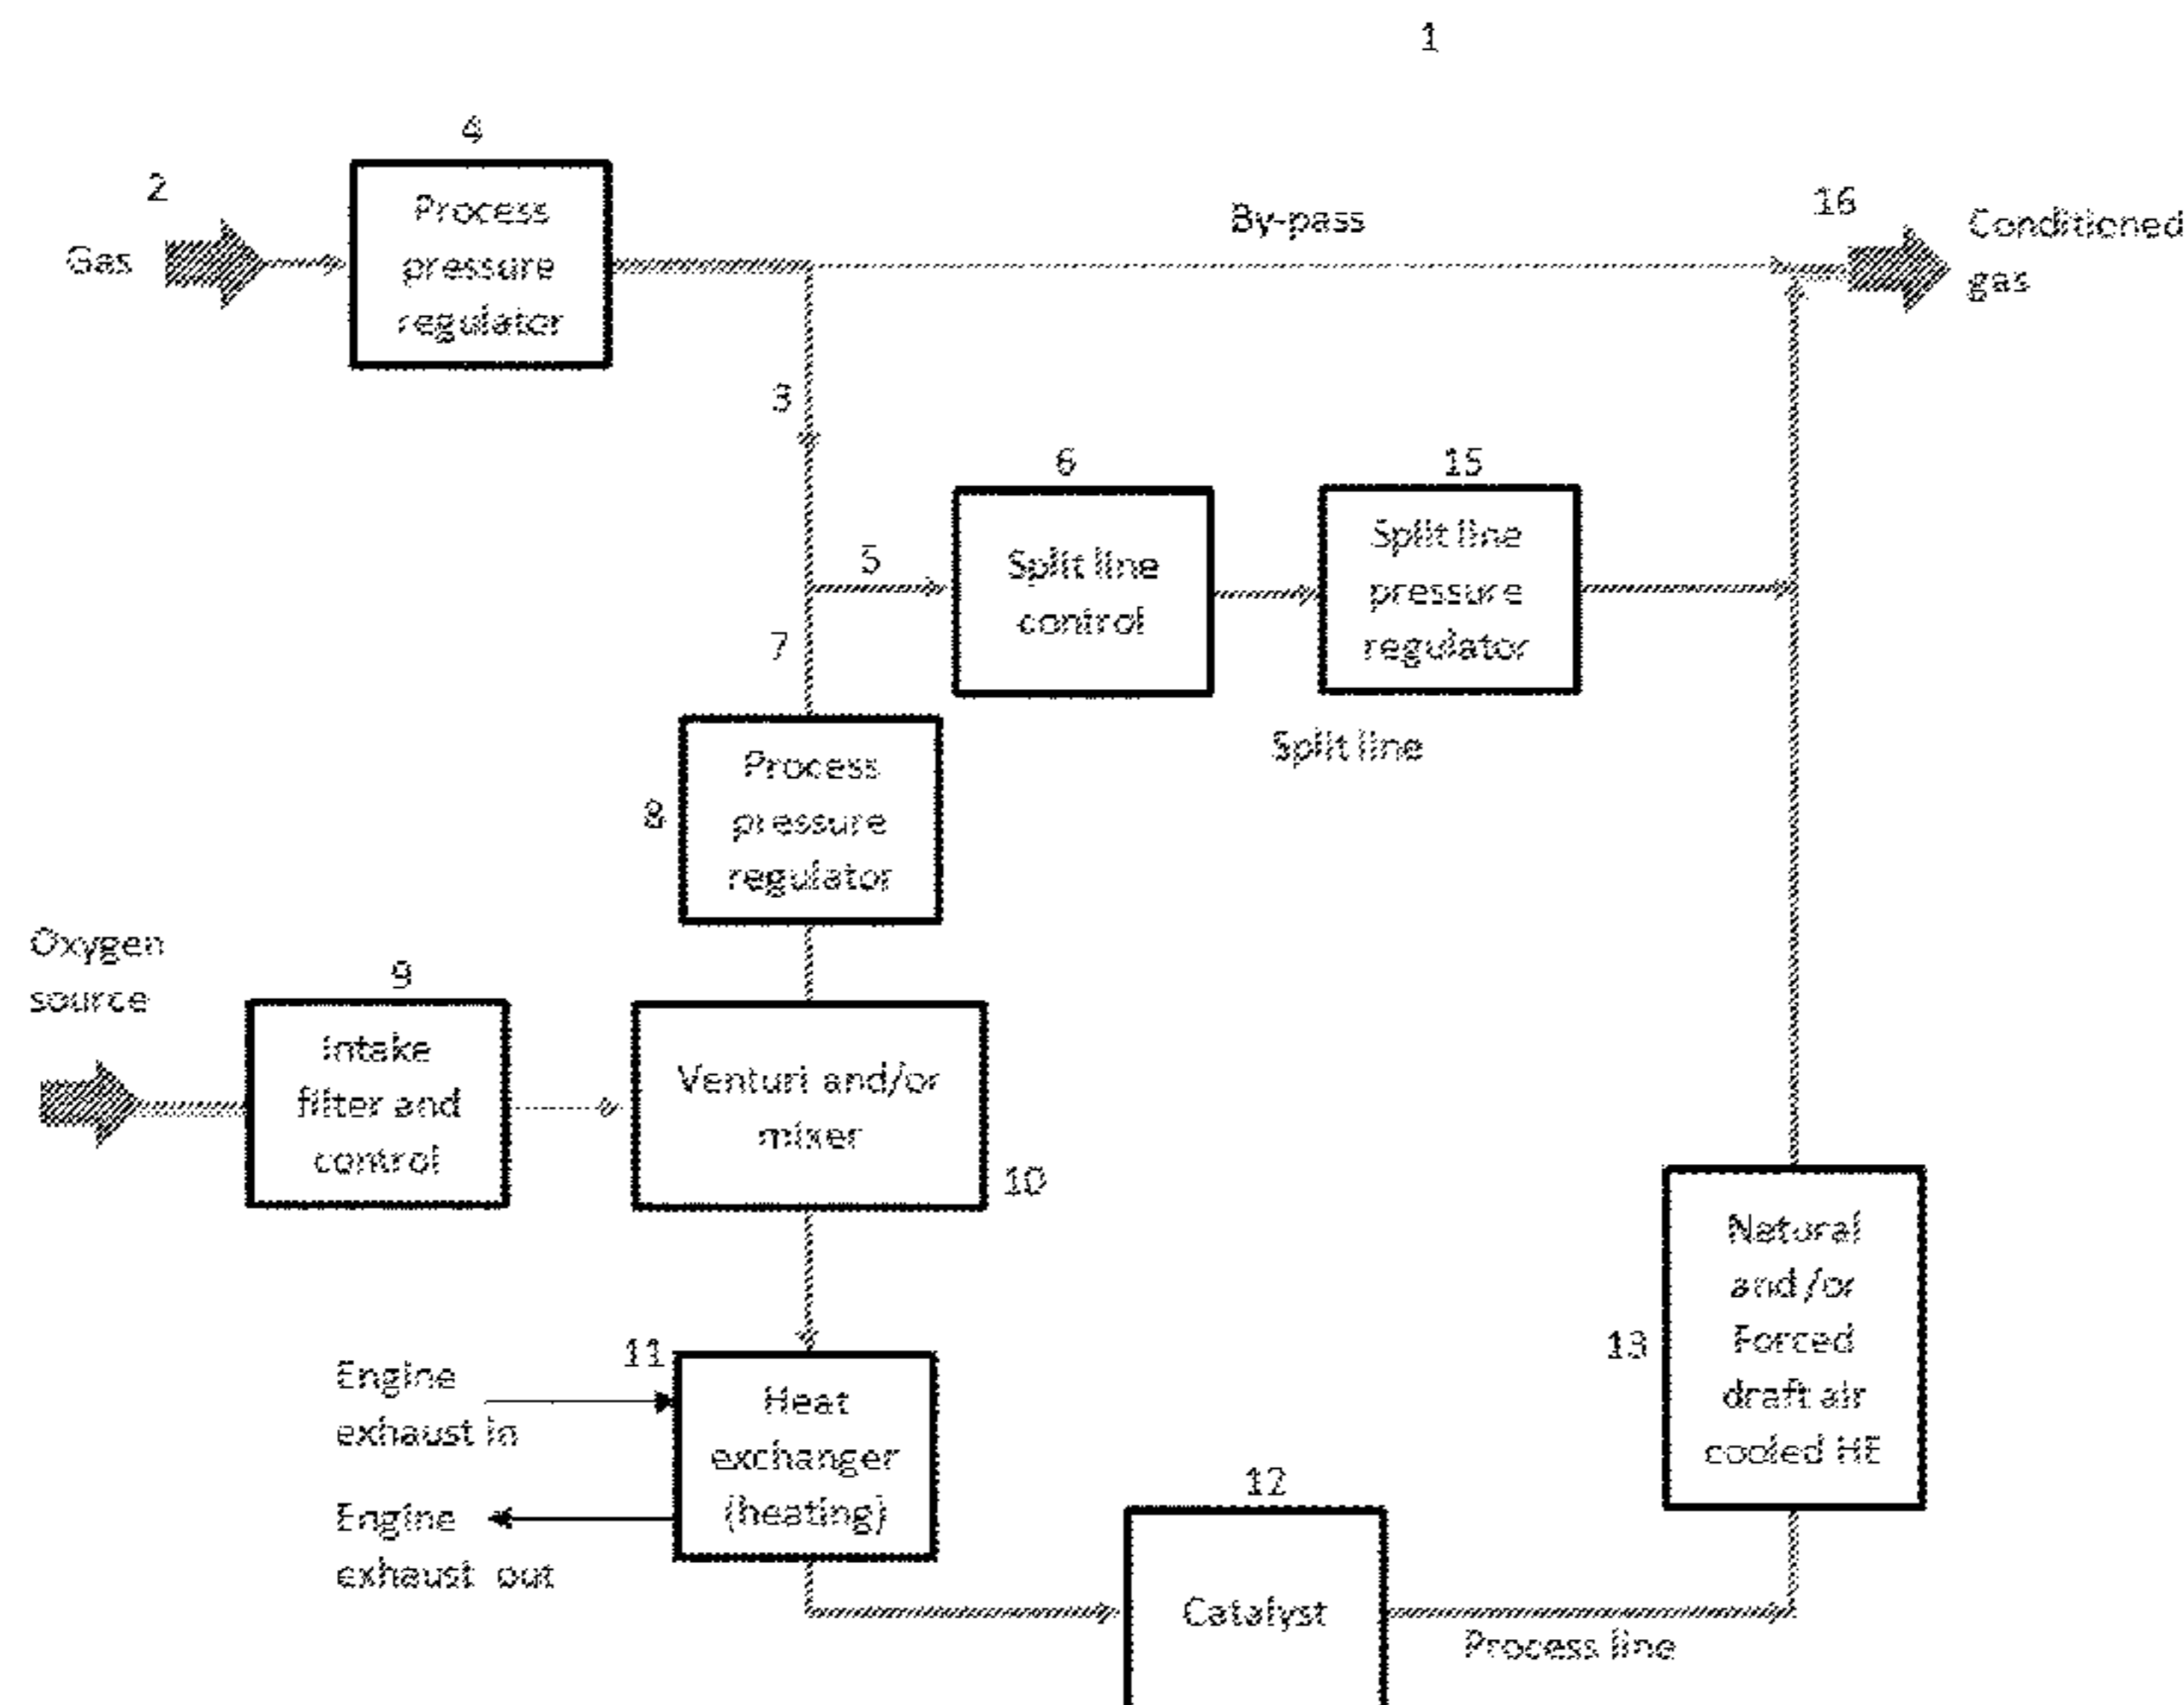 1
4
2
Gas
Process
pressure
regulator
By-pass
16
Conditioned
gas
3
6
15
5
Split line
control
Split line
pressure
regulator
7
Split line
8
Process
pressure
regulator
Oxygen
source
9
Intake
filter and
control
Venturi and/or
mixer
10
Natural
and /or
Forced
draft air
cooled HE
13
11
Engine
exhaust in
Heat
exchanger
(heating)
Engine
exhaust out
12
Catalyst
Process line